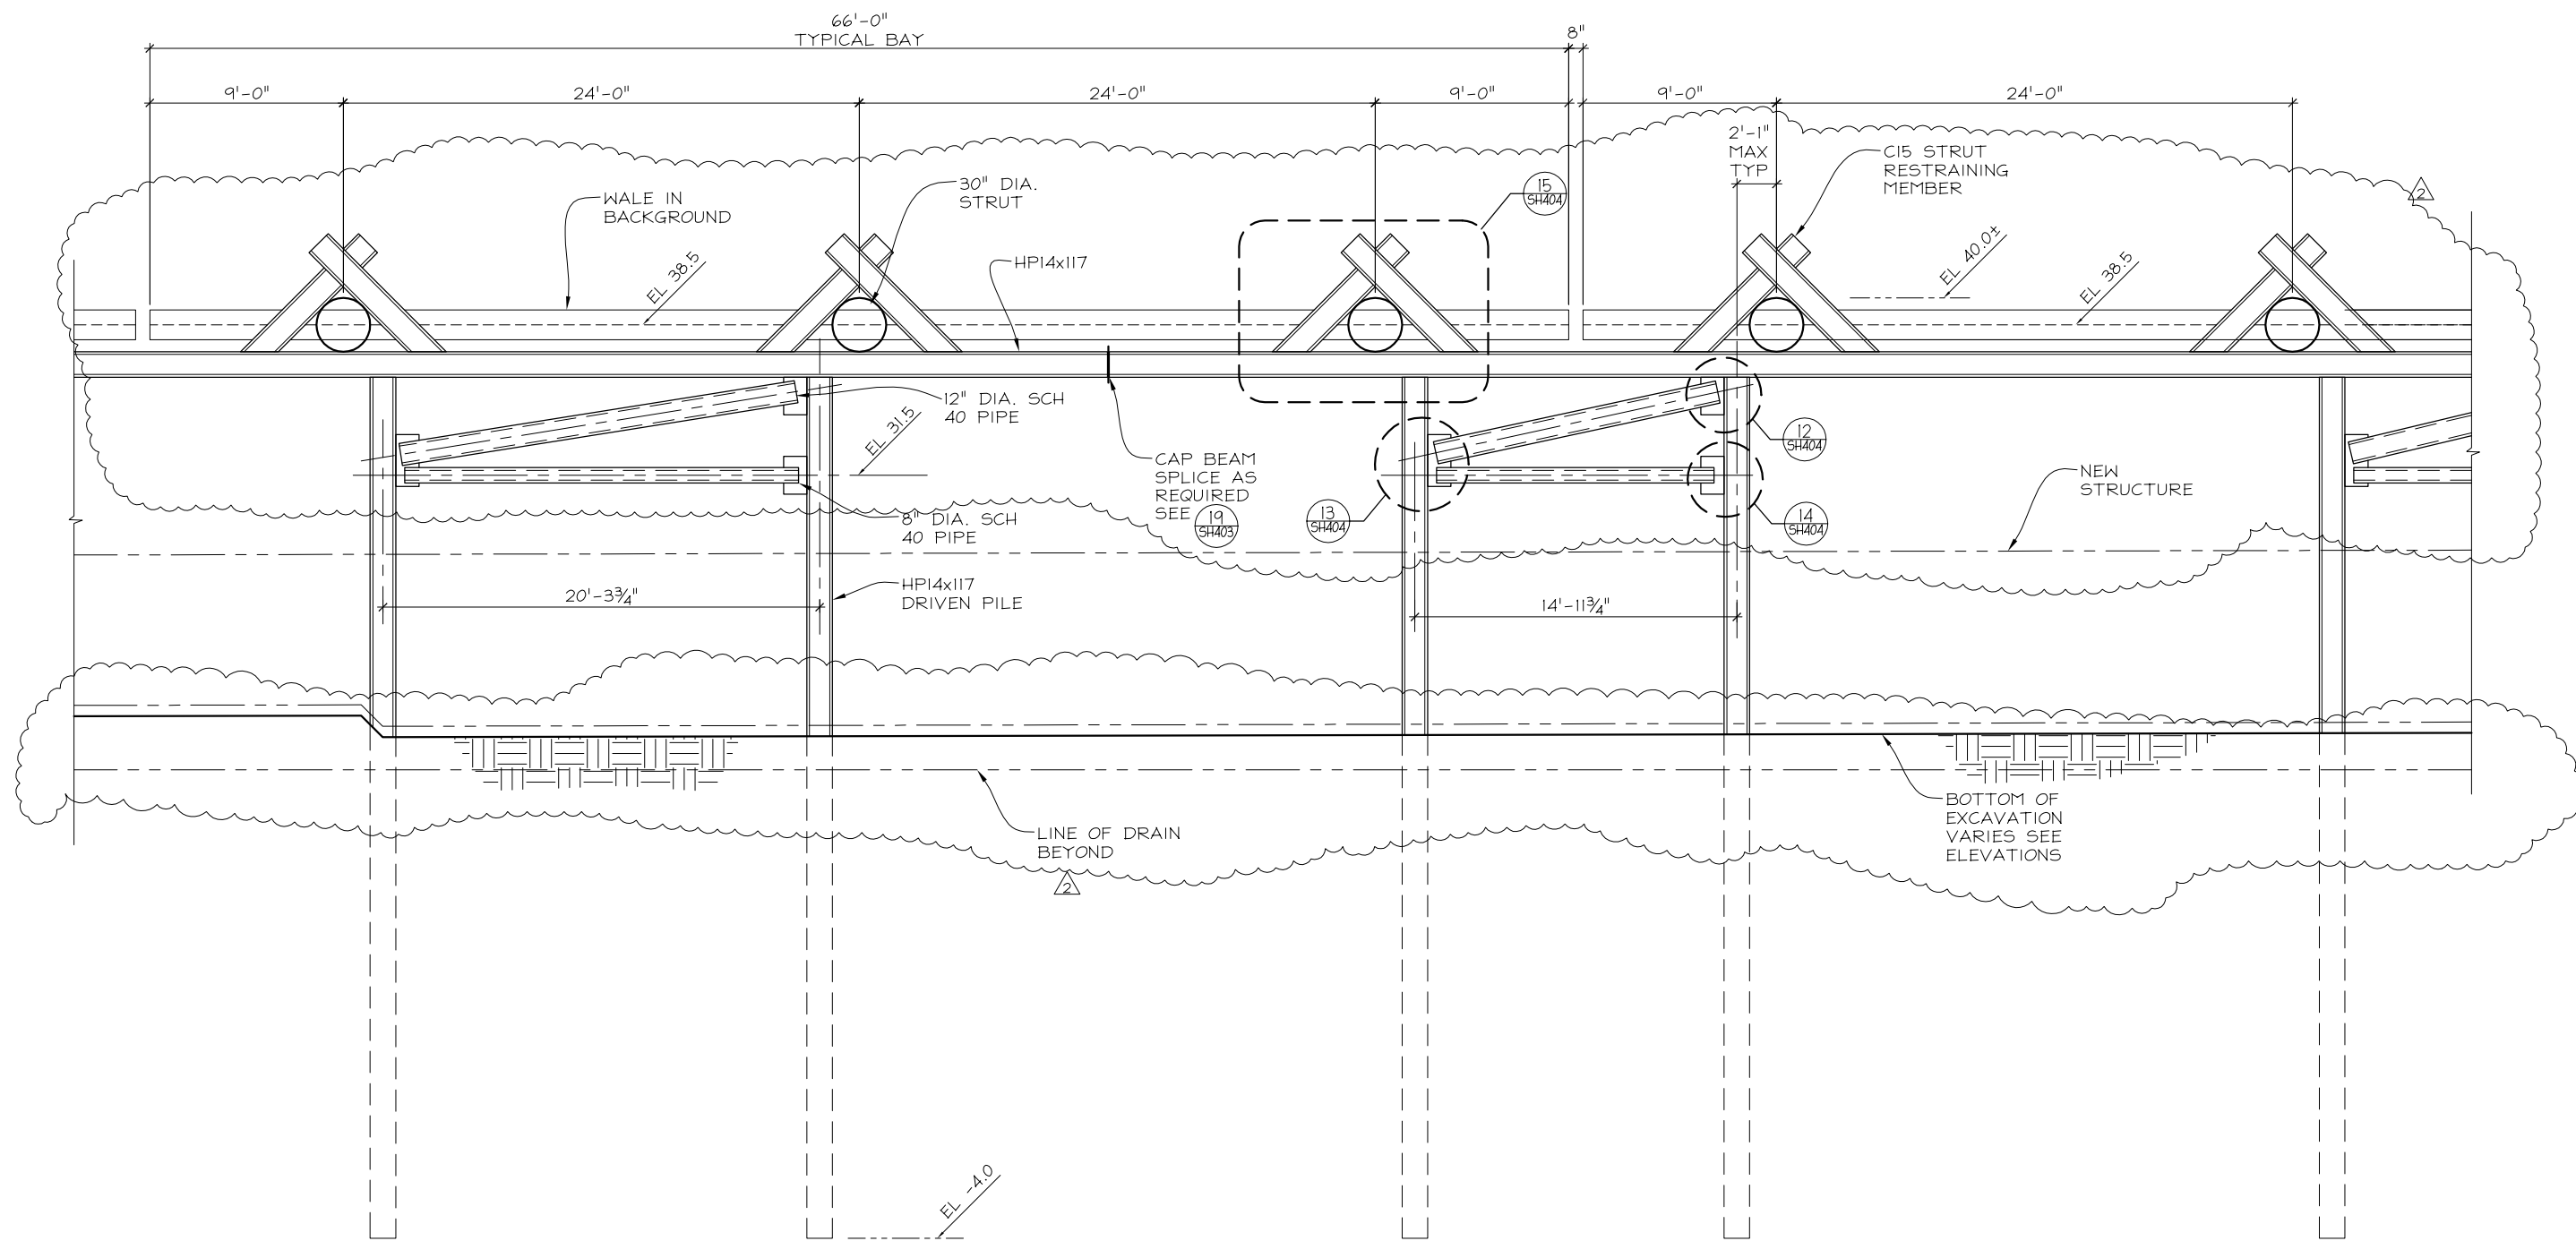 66'-0"
TYPICAL BAY
8"
9'-0"
24'-0"
24'-0"
9'-0"
9'-0"
24'-0"
2'-1"
MAX
TYP
C15 STRUT
RESTRAINING
MEMBER
2
WALE IN
BACKGROUND
30" DIA.
STRUT
15
SH404
EL 38.5
HP14x117
EL 40.0±
EL 38.5
12" DIA. SCH
40 PIPE
EL 31.5
CAP BEAM
SPLICE AS
REQUIRED
SEE
19
SH403
13
SH404
12
SH404
14
SH404
NEW
STRUCTURE
8" DIA. SCH
40 PIPE
HP14x117
DRIVEN PILE
20'-3¾"
14'-11¾"
LINE OF DRAIN
BEYOND
2
BOTTOM OF
EXCAVATION
VARIES SEE
ELEVATIONS
EL -4.0